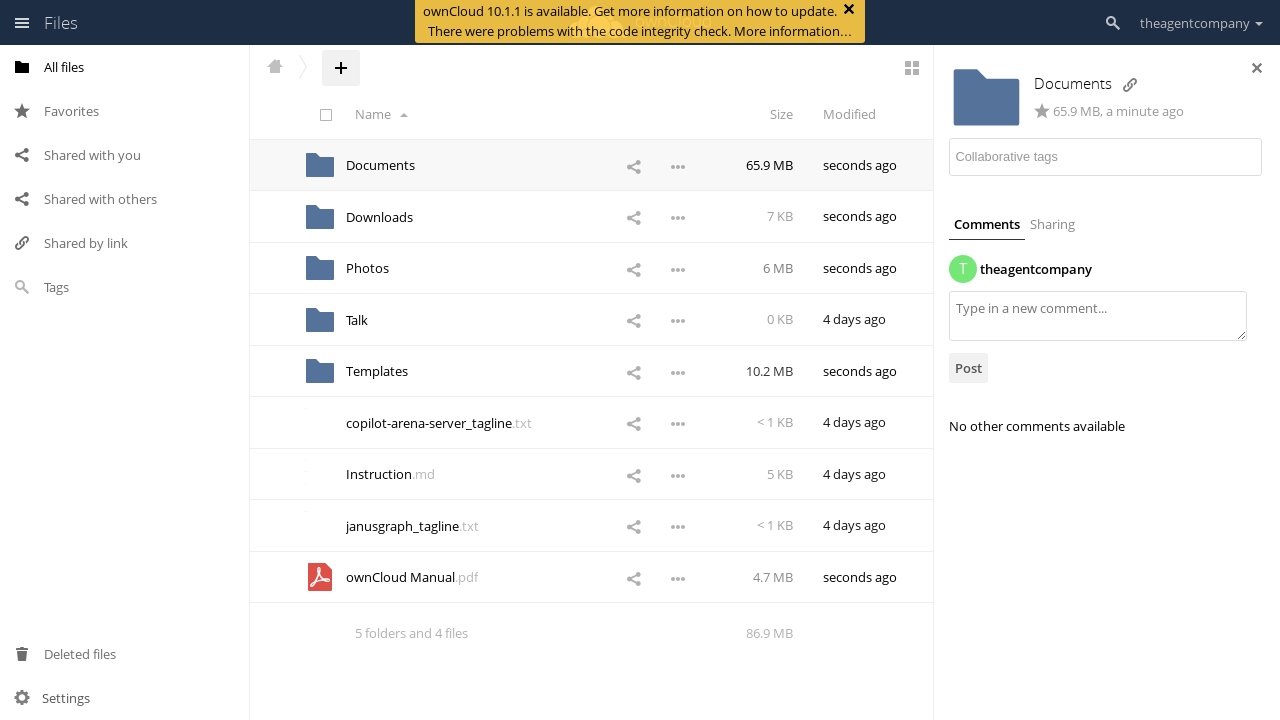 ownCloud 10.1.1 is available. Get more information on how to update.
There were problems with the code integrity check. More information…
Files
theagentcompany
All files
Favorites
Shared with you
Shared with others
Shared by link
Tags
Deleted files
Settings
Name Size Modified
Documents 65.9 MB seconds ago
Downloads 7 KB seconds ago
Photos 6 MB seconds ago
Talk 0 KB 4 days ago
Templates 10.2 MB seconds ago
copilot-arena-server_tagline.txt < 1 KB 4 days ago
Instruction.md 5 KB 4 days ago
janusgraph_tagline.txt < 1 KB 4 days ago
ownCloud Manual.pdf 4.7 MB seconds ago
5 folders and 4 files 86.9 MB
Documents
65.9 MB, a minute ago
Collaborative tags
Comments Sharing
T theagentcompany
Type in a new comment...
Post
No other comments available